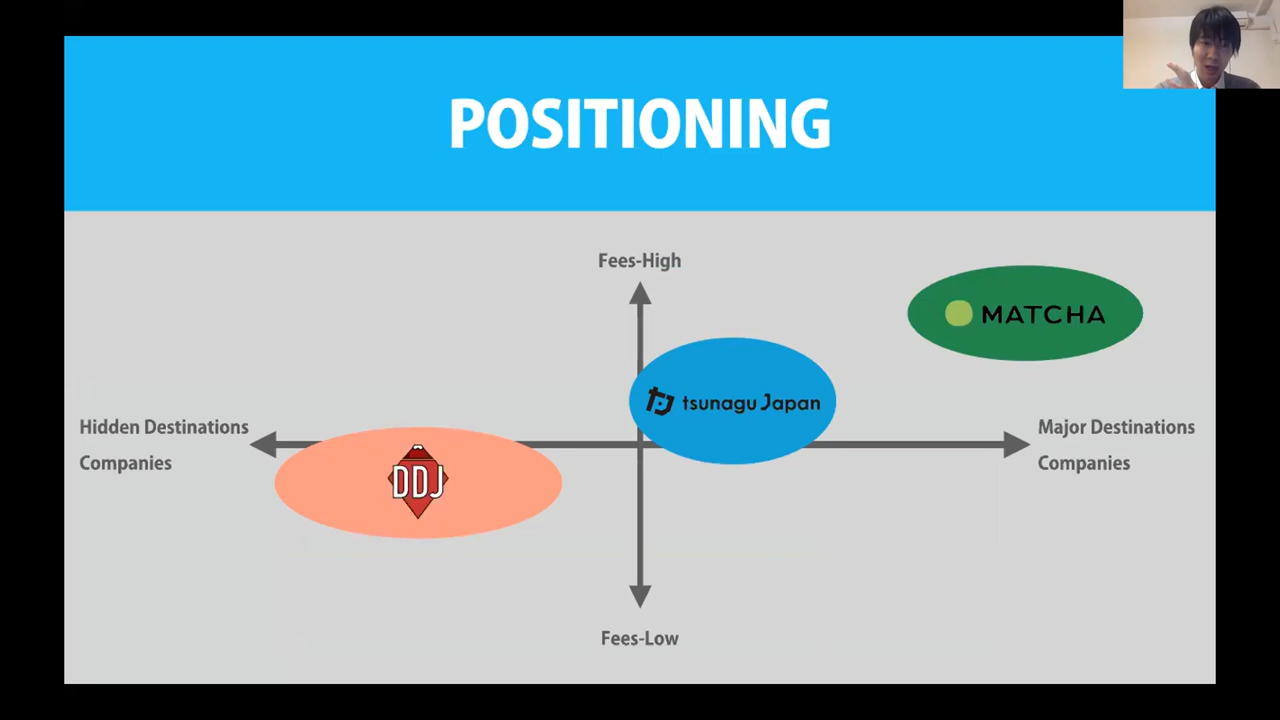 POSITIONING
Fees-High
MATCHA
tsunagu Japan
Hidden Destinations
Companies
Major Destinations
Companies
DDJ
Fees-Low